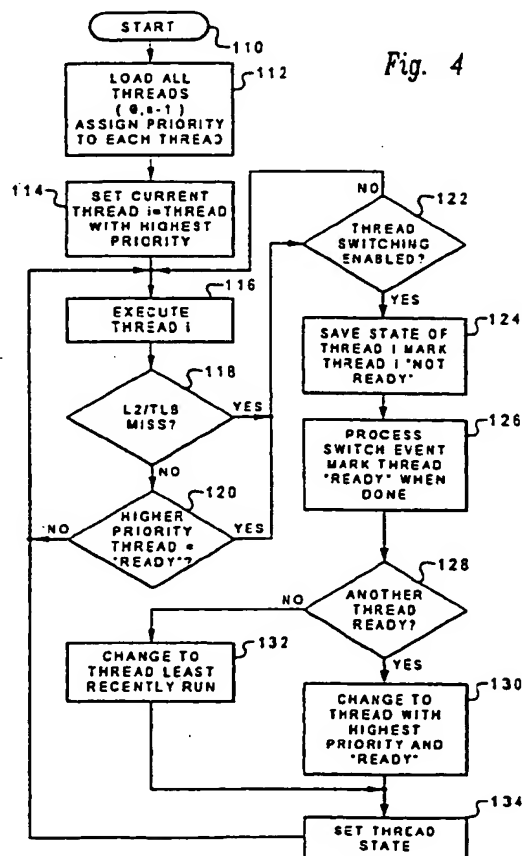 START
110
Fig. 4
LOAD ALL
THREADS
(0,n-1)
ASSIGN PRIORITY
TO EACH THREAD
112
114
SET CURRENT
THREAD i=THREAD
WITH HIGHEST
PRIORITY
116
EXECUTE
THREAD i
118
L2/TLB
MISS?
YES
NO
120
HIGHER
PRIORITY
THREAD =
"READY"?
NO
YES
NO
122
THREAD
SWITCHING
ENABLED?
YES
124
SAVE STATE OF
THREAD I MARK
THREAD I "NOT
READY"
126
PROCESS
SWITCH EVENT
MARK THREAD
"READY" WHEN
DONE
128
ANOTHER
THREAD
READY?
NO
YES
132
CHANGE TO
THREAD LEAST
RECENTLY RUN
130
CHANGE TO
THREAD WITH
HIGHEST
PRIORITY AND
"READY"
134
SET THREAD
STATE